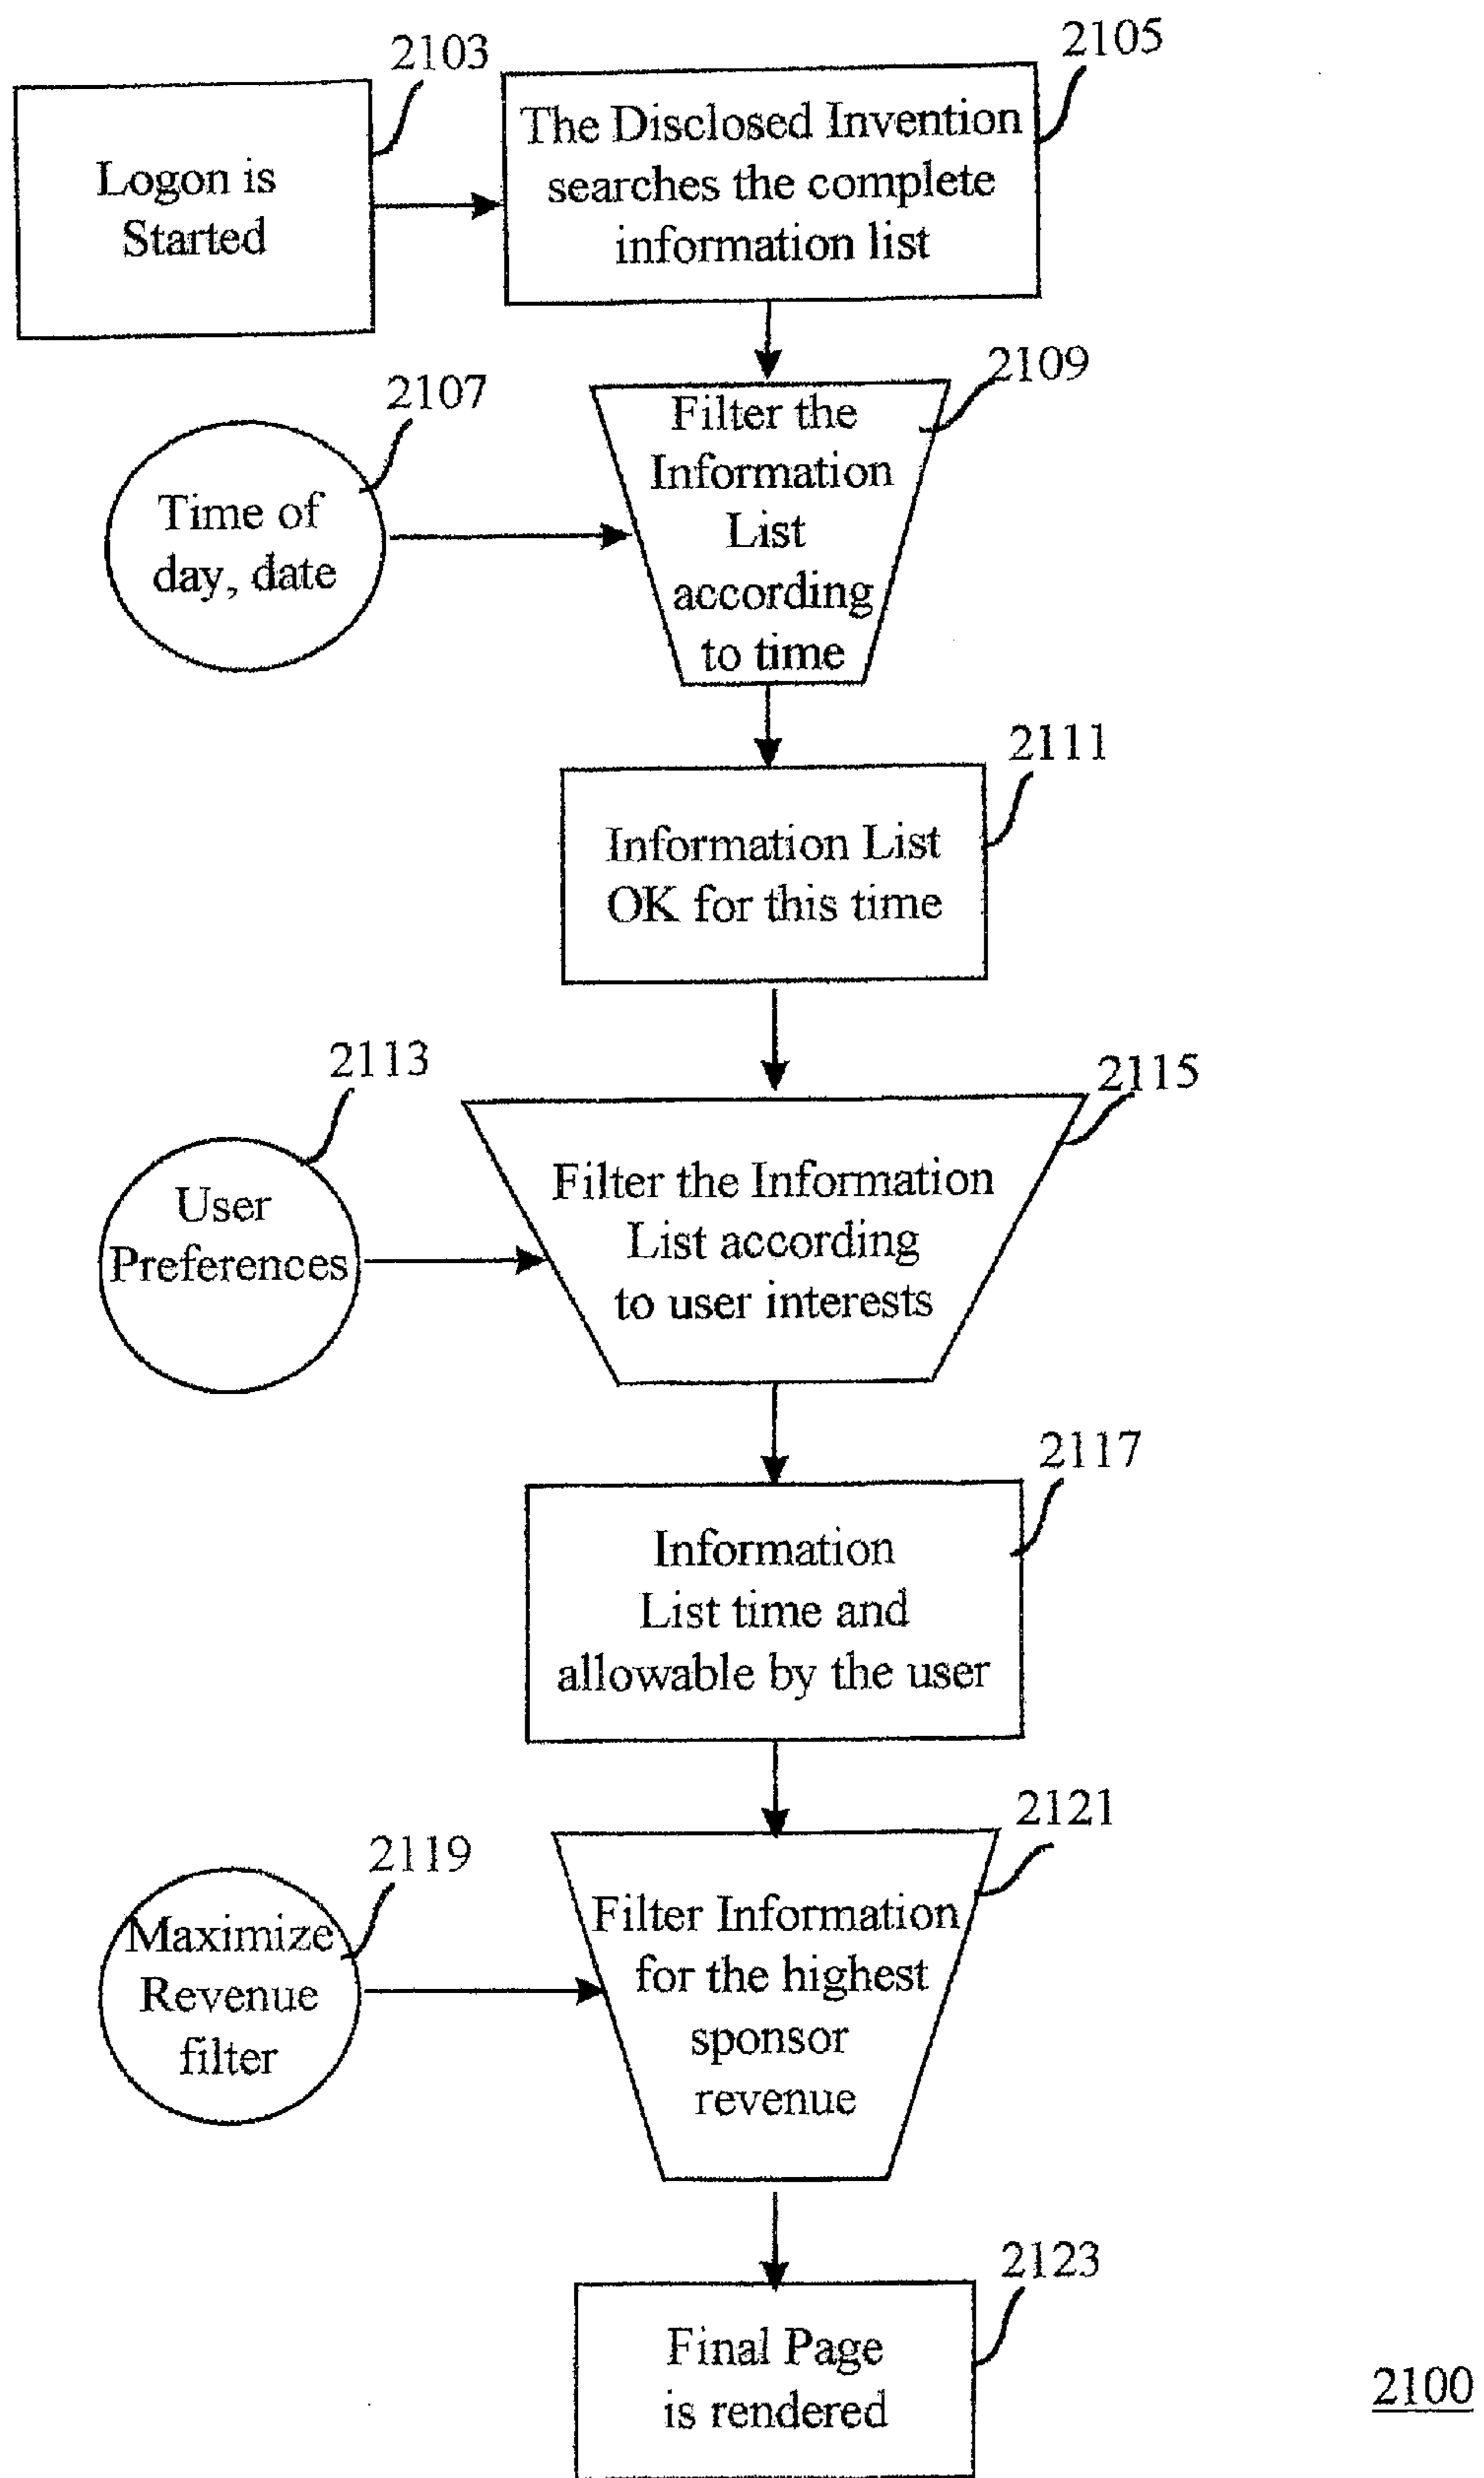 2103
Logon is
Started
2105
The Disclosed Invention
searches the complete
information list
2107
Time of
day, date
2109
Filter the
Information
List
according
to time
2111
Information List
OK for this time
2113
User
Preferences
2115
Filter the Information
List according
to user interests
2117
Information
List time and
allowable by the user
2119
Maximize
Revenue
filter
2121
Filter Information
for the highest
sponsor
revenue
2123
Final Page
is rendered
2100